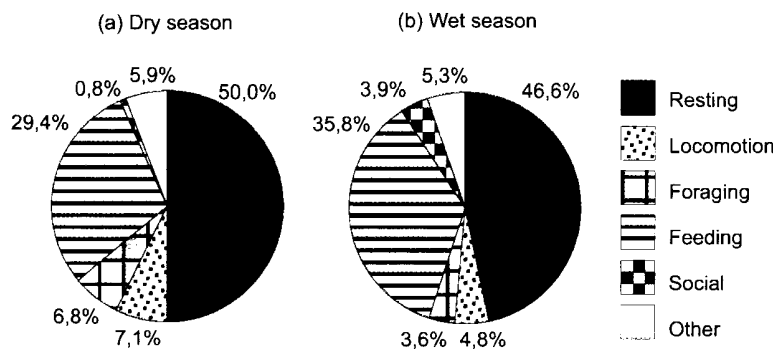 (a) Dry season
(b) Wet season
0,8%
5,9%
50,0%
29,4%
6,8%
7,1%
3,9%
5,3%
46,6%
35,8%
3,6%
4,8%
Resting
Locomotion
Foraging
Feeding
Social
Other